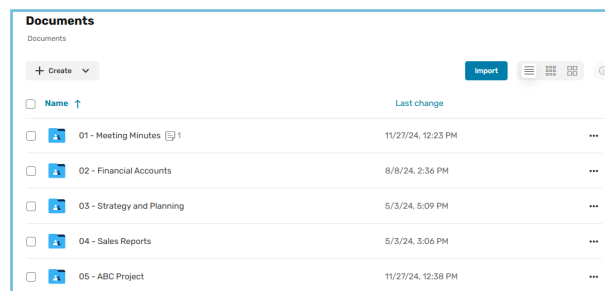 Documents
Documents
+ Create
Import
Name ↑ Last change
01 - Meeting Minutes 1 11/27/24, 12:23 PM
02 - Financial Accounts 8/8/24, 2:36 PM
03 - Strategy and Planning 5/3/24, 5:09 PM
04 - Sales Reports 5/3/24, 3:06 PM
05 - ABC Project 11/27/24, 12:38 PM